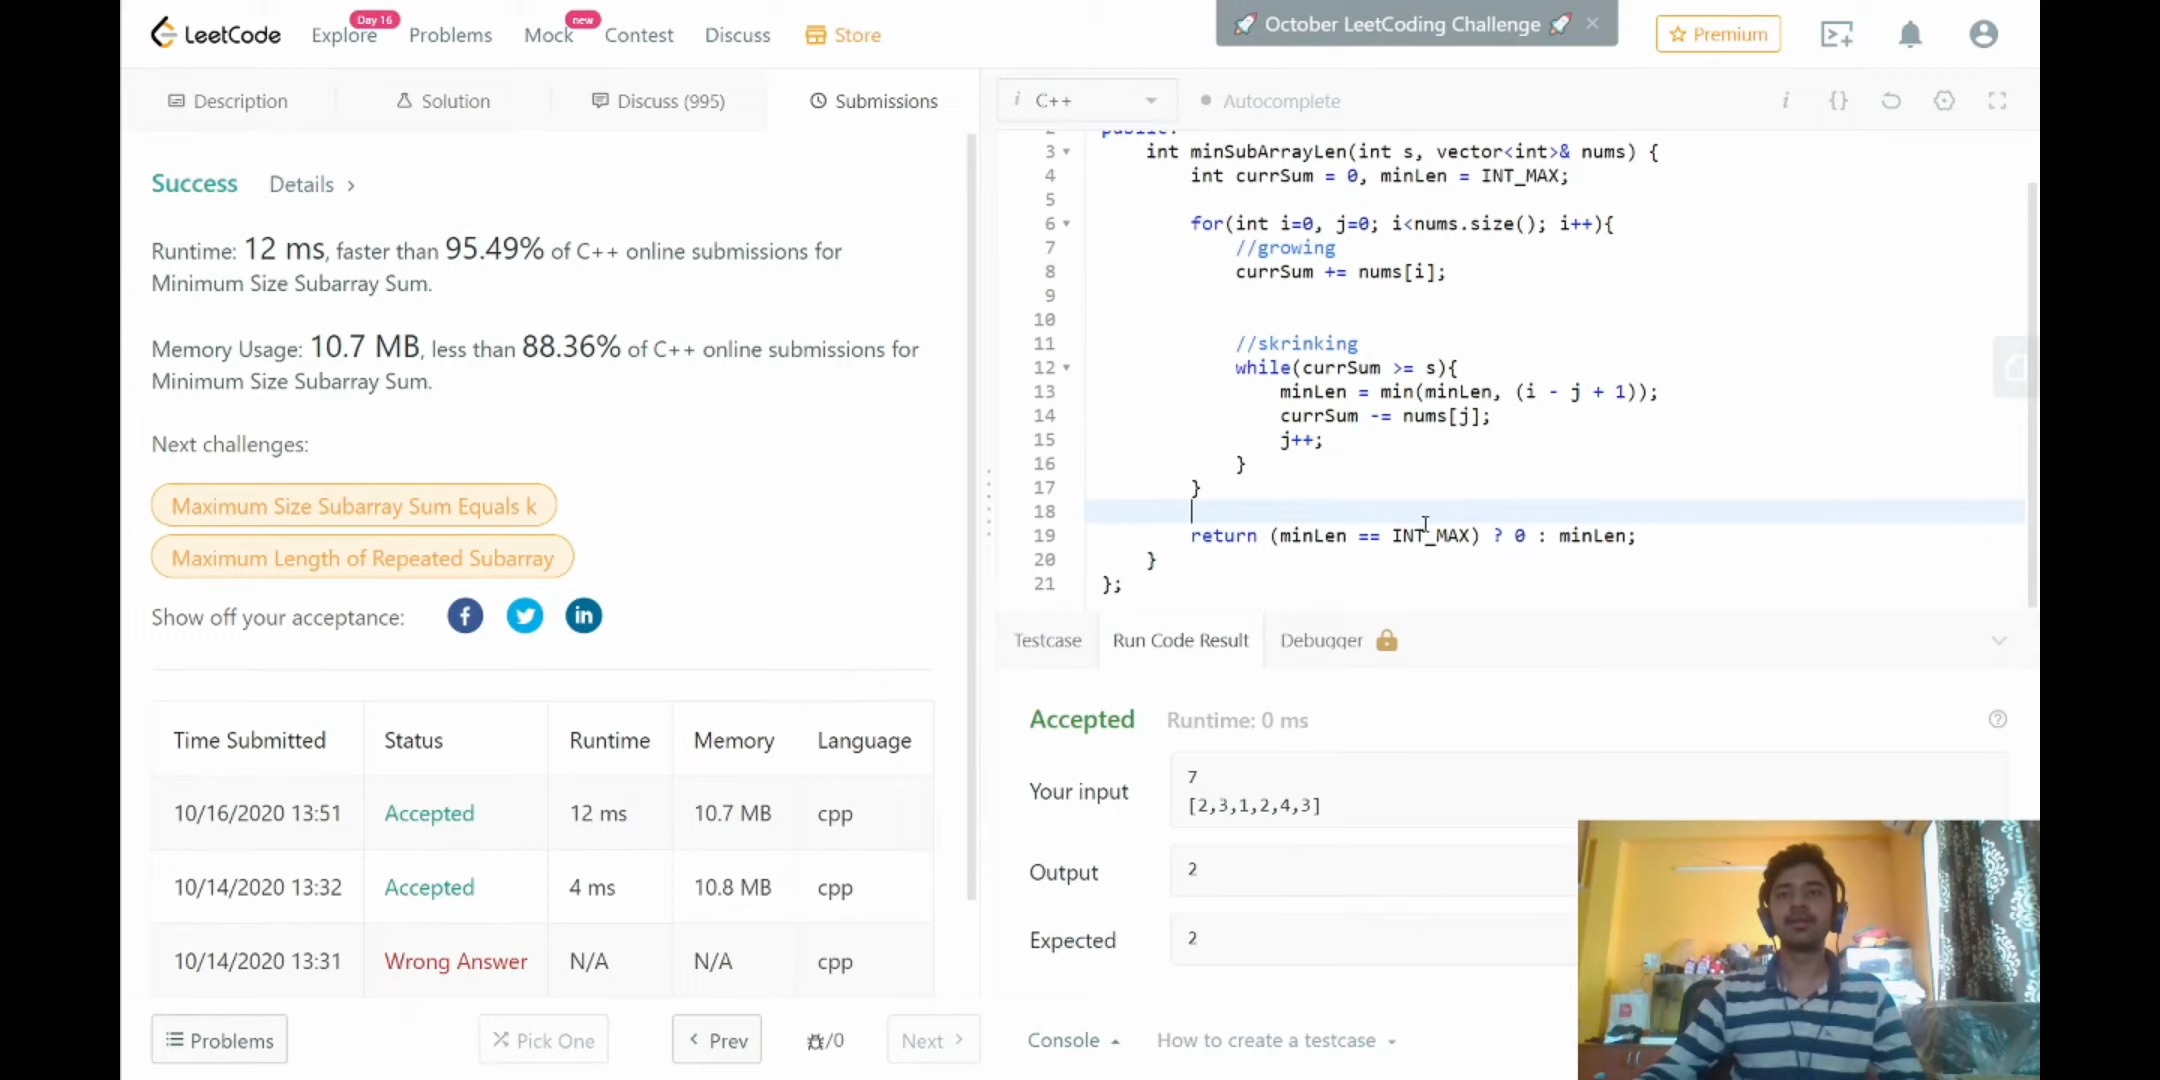 LeetCode
Explore
Day 16
Problems
Mock
new
Contest
Discuss
Store
🚀 October LeetCoding Challenge 🚀 ×
Premium
Description
Solution
Discuss (995)
Submissions
i C++
Autocomplete
i {}
Success Details >
Runtime: 12 ms, faster than 95.49% of C++ online submissions for
Minimum Size Subarray Sum.
Memory Usage: 10.7 MB, less than 88.36% of C++ online submissions for
Minimum Size Subarray Sum.
Next challenges:
Maximum Size Subarray Sum Equals k
Maximum Length of Repeated Subarray
Show off your acceptance: f in
Time Submitted Status Runtime Memory Language
10/16/2020 13:51 Accepted 12 ms 10.7 MB cpp
10/14/2020 13:32 Accepted 4 ms 10.8 MB cpp
10/14/2020 13:31 Wrong Answer N/A N/A cpp
Problems
Pick One
< Prev
/0
Next >
2 public:
3 int minSubArrayLen(int s, vector<int>& nums) {
4 int currSum = 0, minLen = INT_MAX;
5
6 for(int i=0, j=0; i<nums.size(); i++){
7 //growing
8 currSum += nums[i];
9
10
11 //skrinking
12 while(currSum >= s){
13 minLen = min(minLen, (i - j + 1));
14 currSum -= nums[j];
15 j++;
16 }
17 }
18
19 return (minLen == INT_MAX) ? 0 : minLen;
20 }
21 };
Testcase
Run Code Result
Debugger
Accepted Runtime: 0 ms
?
Your input
7
[2,3,1,2,4,3]
Output
2
Expected
2
Console
How to create a testcase